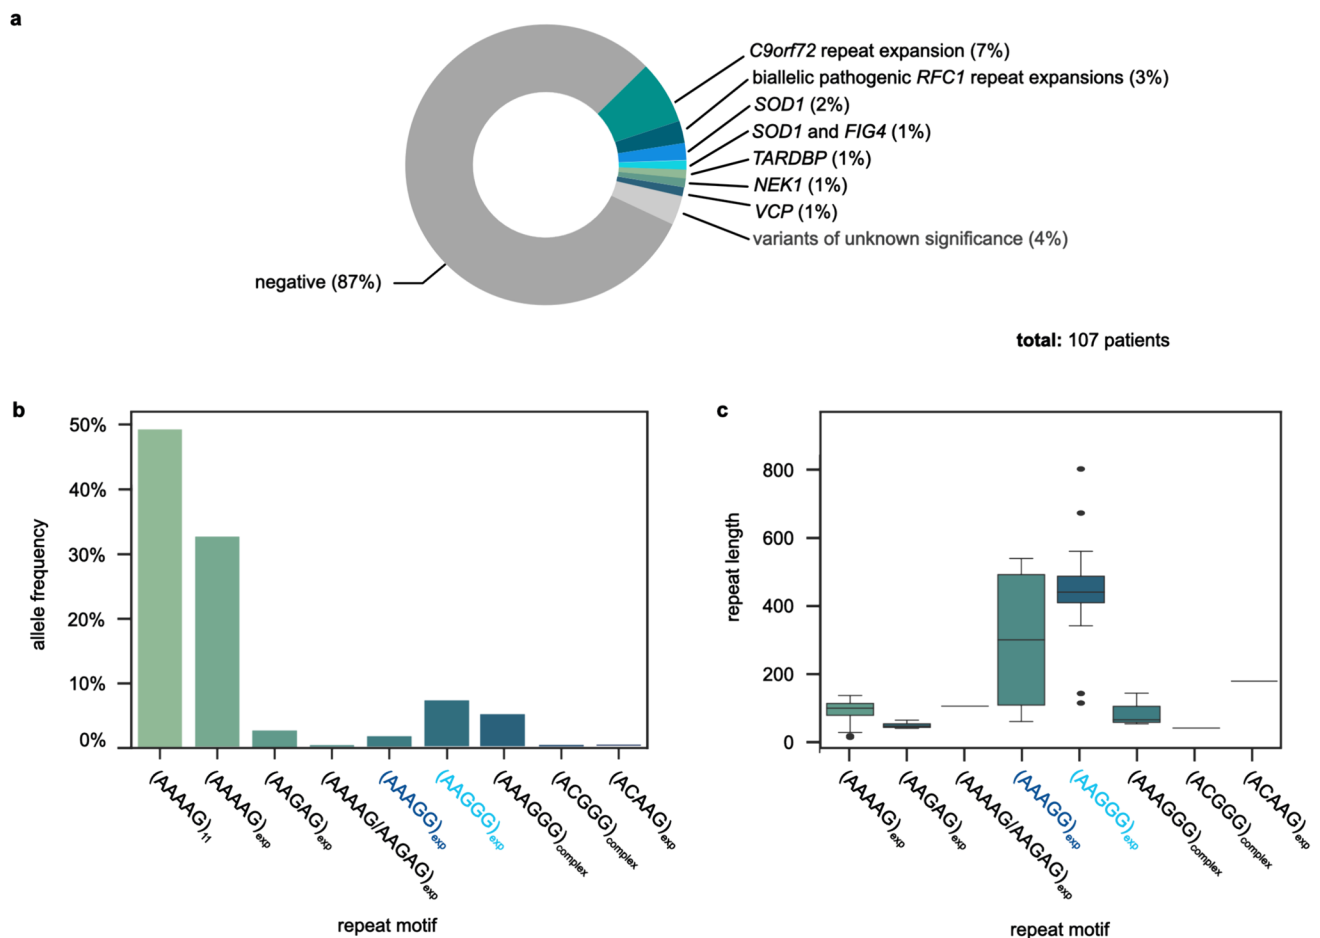 a
C9orf72 repeat expansion (7%)
biallelic pathogenic RFC1 repeat expansions (3%)
SOD1 (2%)
SOD1 and FIG4 (1%)
TARDBP (1%)
NEK1 (1%)
VCP (1%)
variants of unknown significance (4%)
negative (87%)
total: 107 patients
b
50%
40%
30%
20%
10%
0%
allele frequency
(AAAAG)11
(AAAAG)exp
(AAGAG)exp
(AAAAG/AAGAG)exp
(AAAGG)exp
(AAGGG)exp
(AAAGGG)complex
(ACGGG)complex
(ACAAG)exp
repeat motif
c
800
600
400
200
0
repeat length
(AAAAG)exp
(AAGAG)exp
(AAAAG/AAGAG)exp
(AAAGG)exp
(AAGGG)exp
(AAAGGG)complex
(ACGGG)complex
(ACAAG)exp
repeat motif